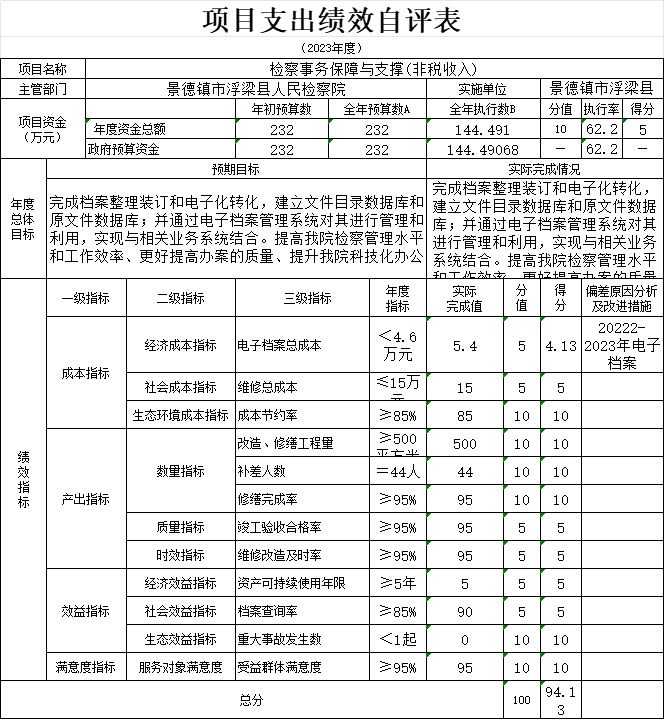 项目支出绩效自评表
（2023年度）
项目名称 检察事务保障与支撑(非税收入)
主管部门 景德镇市浮梁县人民检察院 实施单位 景德镇市浮梁县
项目资金（万元） 年初预算数 全年预算数A 全年执行数B 分值 执行率 得分
年度资金总额 232 232 144.491 10 62.2 5
政府预算资金 232 232 144.49068 — 62.2 —
年度总体目标 预期目标 实际完成情况
完成档案整理装订和电子化转化，建立文件目录数据库和
原文件数据库；并通过电子档案管理系统对其进行管理和
利用，实现与相关业务系统结合。提高我院检察管理水平
和工作效率、更好提高办案的质量、提升我院科技化办公
完成档案整理装订和电子化转化，
建立文件目录数据库和原文件数据
库；并通过电子档案管理系统对其
进行管理和利用，实现与相关业务
系统结合。提高我院检察管理水平
和工作效率、更好提高办案的质量
绩效指标 一级指标 二级指标 三级指标 年度指标 实际完成值 分值 得分 偏差原因分析及改进措施
成本指标 经济成本指标 电子档案总成本 ＜4.6万元 5.4 5 4.13 20222-2023年电子档案
社会成本指标 维修总成本 ≤15万元 15 5 5
生态环境成本指标 成本节约率 ≥85% 85 10 10
产出指标 数量指标 改造、修缮工程量 ≥500平方米 500 10 10
补差人数 ＝44人 44 10 10
修缮完成率 ≥95% 95 10 10
质量指标 竣工验收合格率 ≥95% 95 5 5
时效指标 维修改造及时率 ≥95% 95 5 5
效益指标 经济效益指标 资产可持续使用年限 ≥5年 5 5 5
社会效益指标 档案查询率 ≥85% 90 5 5
生态效益指标 重大事故发生数 ＜1起 0 10 10
满意度指标 服务对象满意度 受益群体满意度 ≥95% 95 10 10
总分 100 94.13